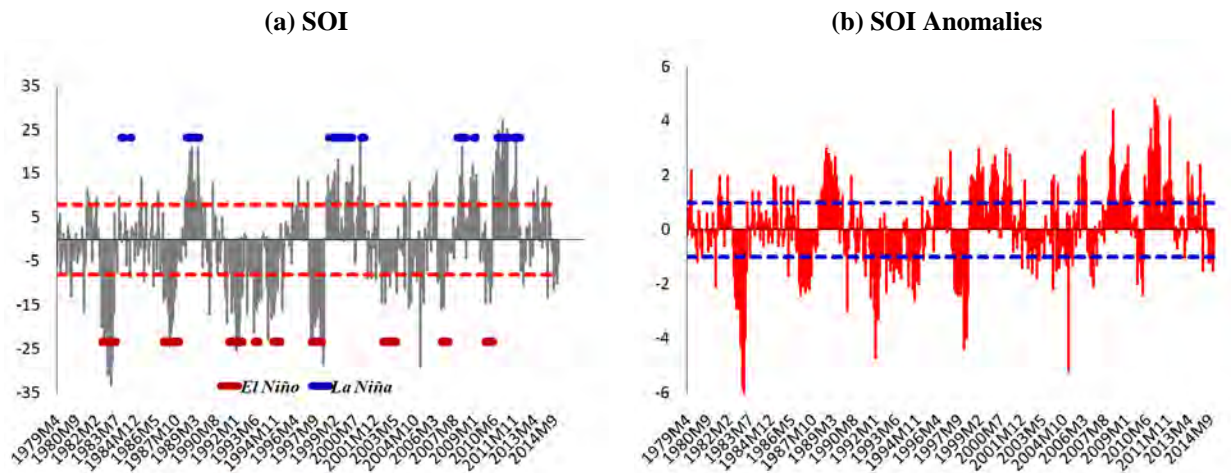 (a) SOI
35
25
15
5
-5
-15
-25
-35
El Niño
La Niña
1979M4
1980M9
1982M2
1983M7
1984M12
1986M5
1987M10
1989M3
1990M8
1992M1
1993M6
1994M11
1996M4
1997M9
1999M2
2000M7
2001M12
2003M5
2004M10
2006M3
2007M8
2009M1
2010M6
2011M11
2013M4
2014M9
(b) SOI Anomalies
6
4
2
0
-2
-4
-6
1979M4
1980M9
1982M2
1983M7
1984M12
1986M5
1987M10
1989M3
1990M8
1992M1
1993M6
1994M11
1996M4
1997M9
1999M2
2000M7
2001M12
2003M5
2004M10
2006M3
2007M8
2009M1
2010M6
2011M11
2013M4
2014M9